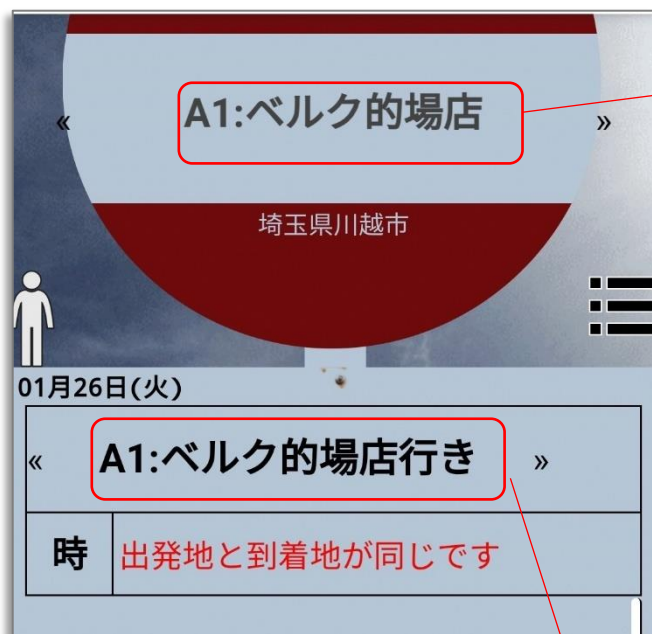 « A1:ベルク的場店 »
埼玉県川越市
01月26日(火)
« A1:ベルク的場店行き »
時 出発地と到着地が同じです